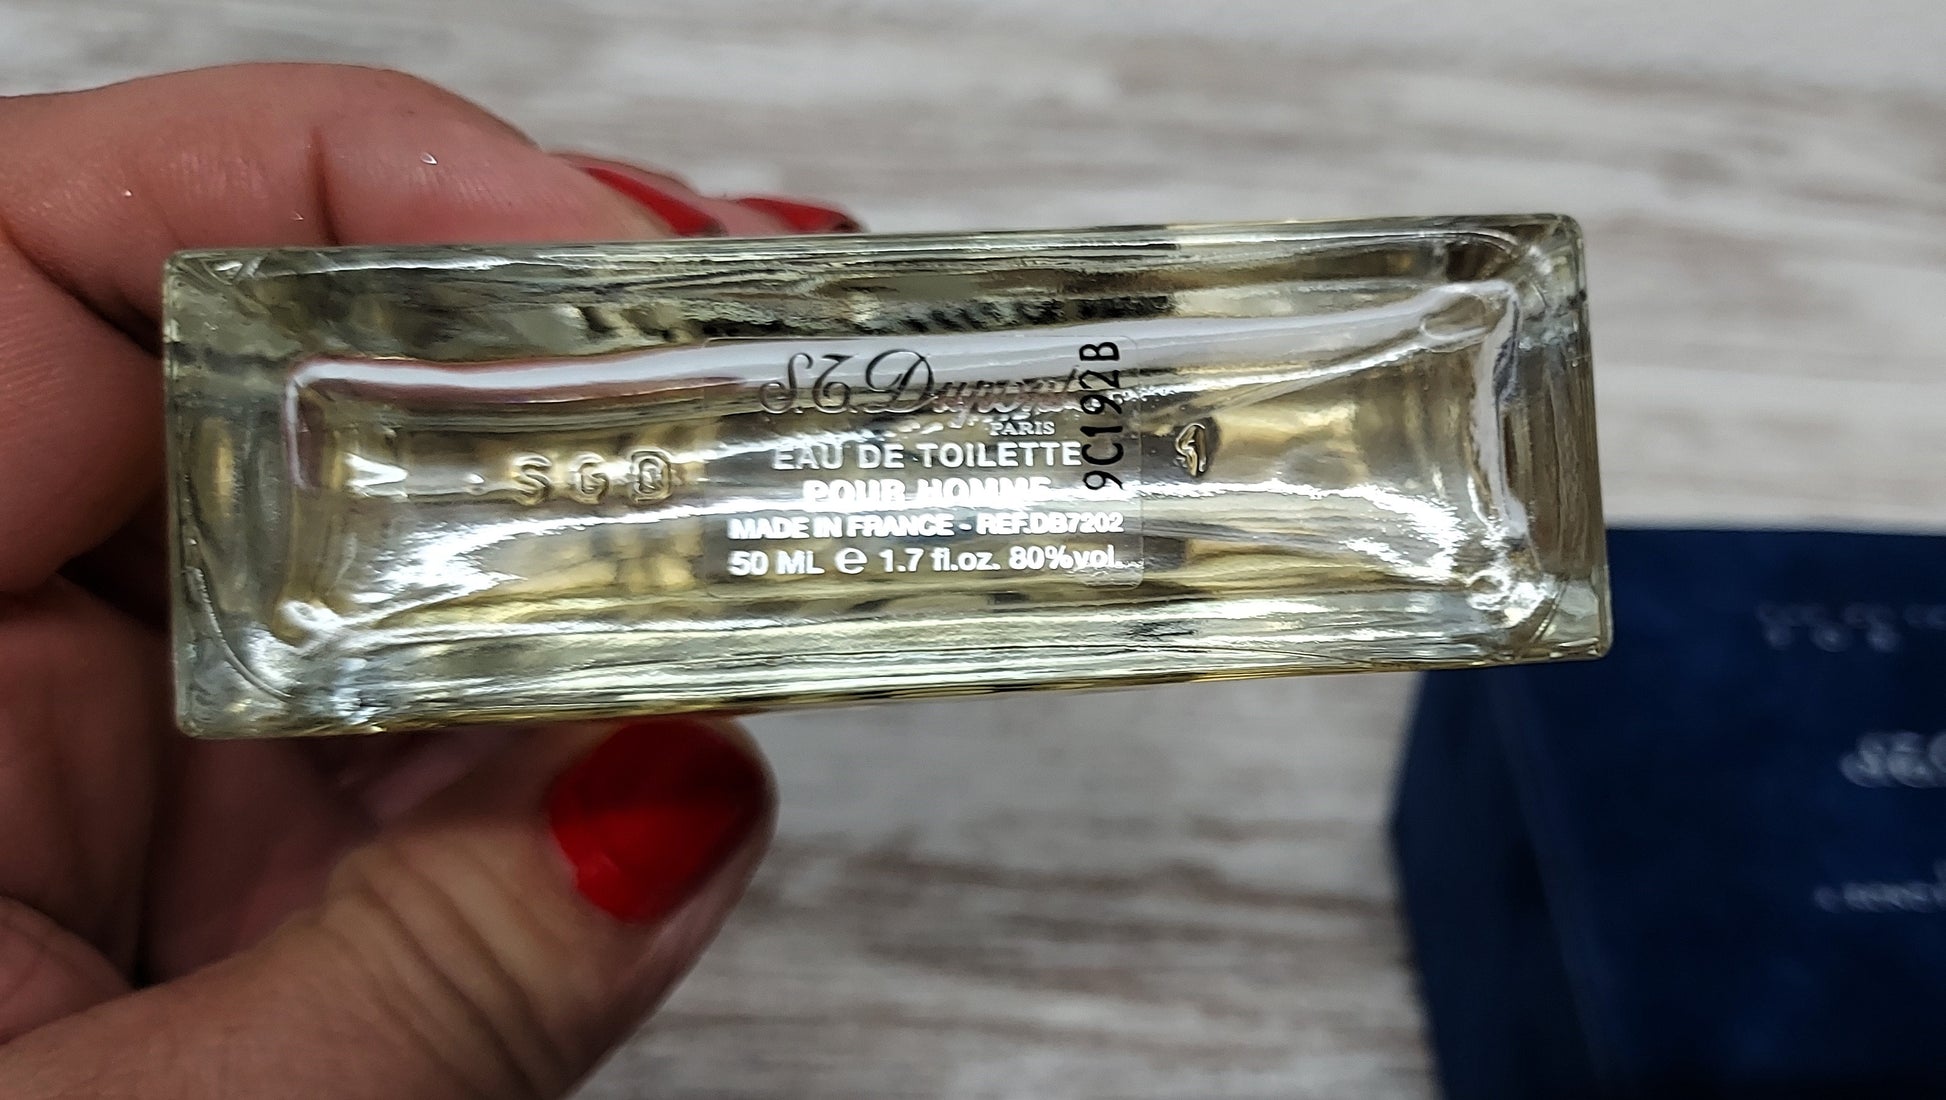 S.T. Dupont
PARIS
EAU DE TOILETTE
POUR HOMME
MADE IN FRANCE - REF.DB7202
50 ML ℮ 1.7 fl.oz. 80%vol.
9C192B
SGD